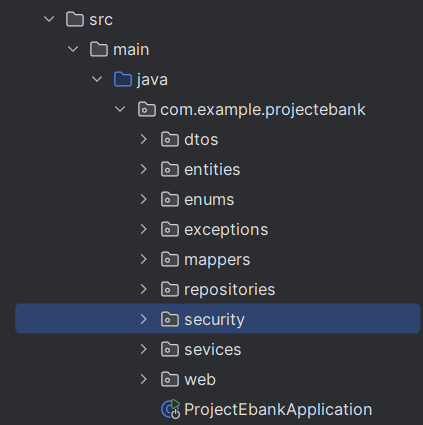 src
main
java
com.example.projectebank
dtos
entities
enums
exceptions
mappers
repositories
security
sevices
web
ProjectEbankApplication